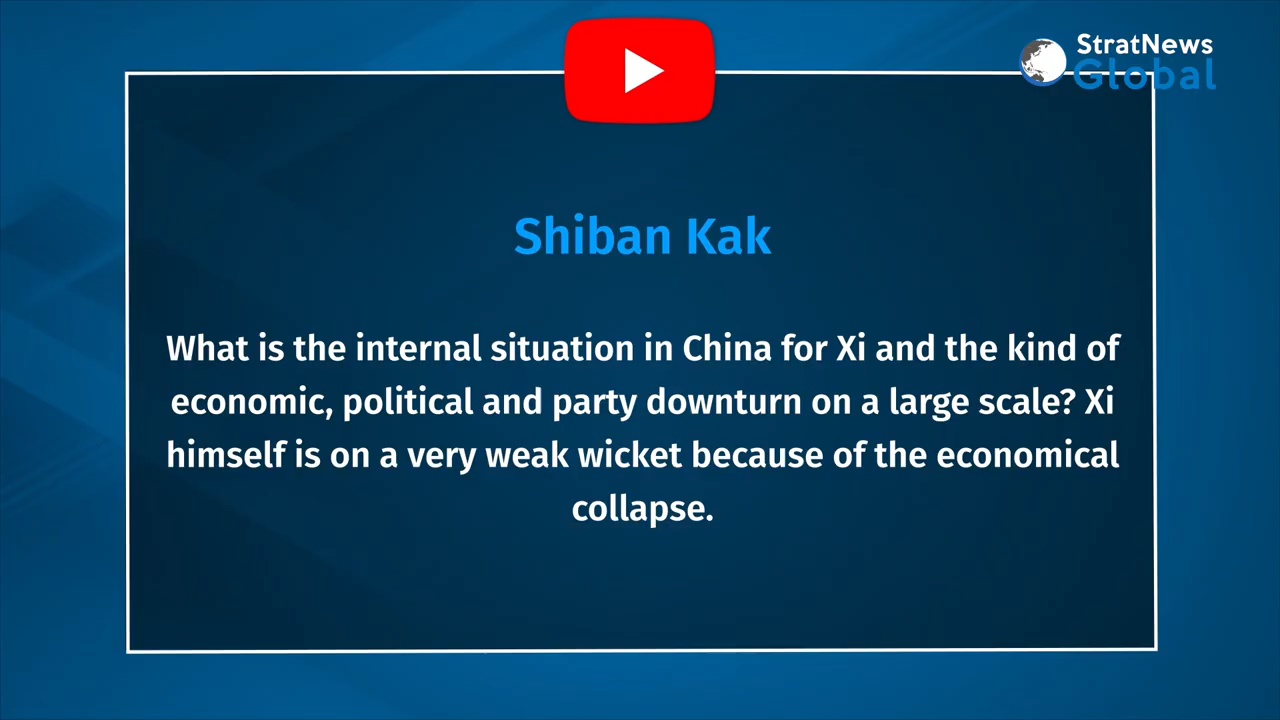 StratNews
Global
Shiban Kak
What is the internal situation in China for Xi and the kind of
economic, political and party downturn on a large scale? Xi
himself is on a very weak wicket because of the economical
collapse.